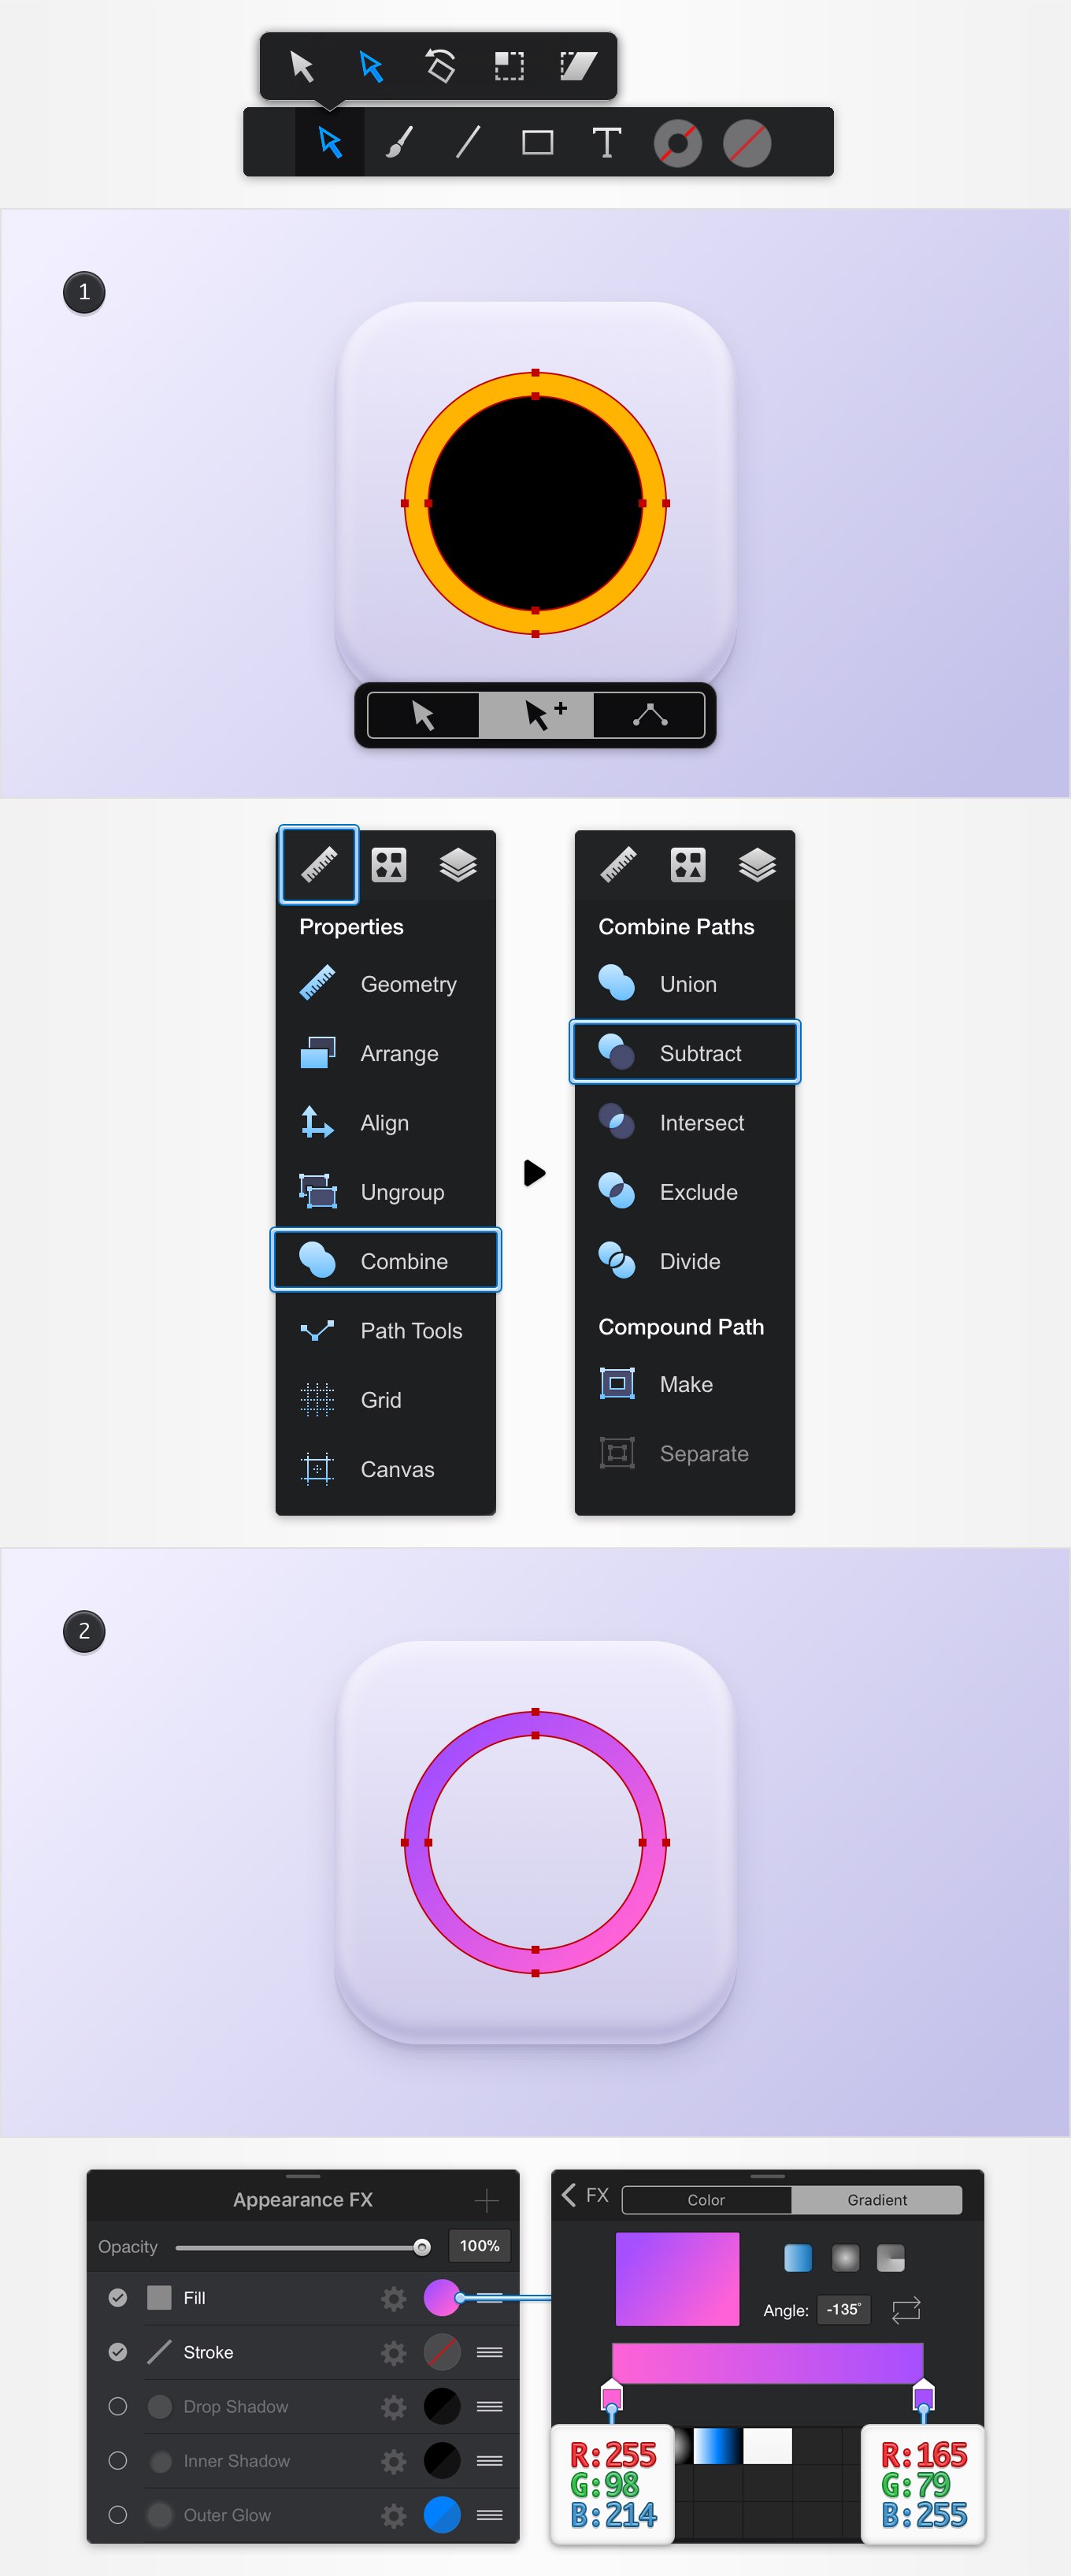 T
1
Properties
Geometry
Arrange
Align
Ungroup
Combine
Path Tools
Grid
Canvas
Combine Paths
Union
Subtract
Intersect
Exclude
Divide
Compound Path
Make
Separate
2
Appearance FX
Opacity 100%
Fill
Stroke
Drop Shadow
Inner Shadow
Outer Glow
FX Color Gradient
Angle: -135°
R:255
G:98
B:214
R:165
G:79
B:255